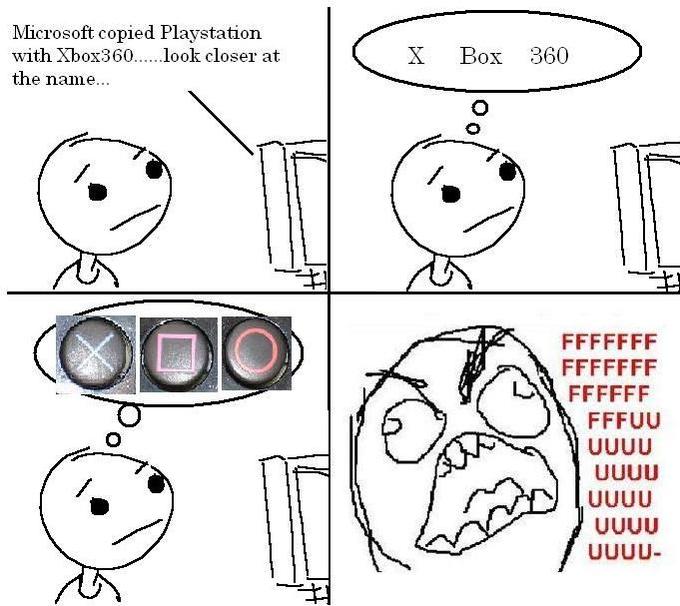 Microsoft copied Playstation
with Xbox360......look closer at
the name...
X Box 360
FFFFFFF
FFFFFFF
FFFFFF
FFFUU
UUUU
UUUU
UUUU
UUUU
UUUU-